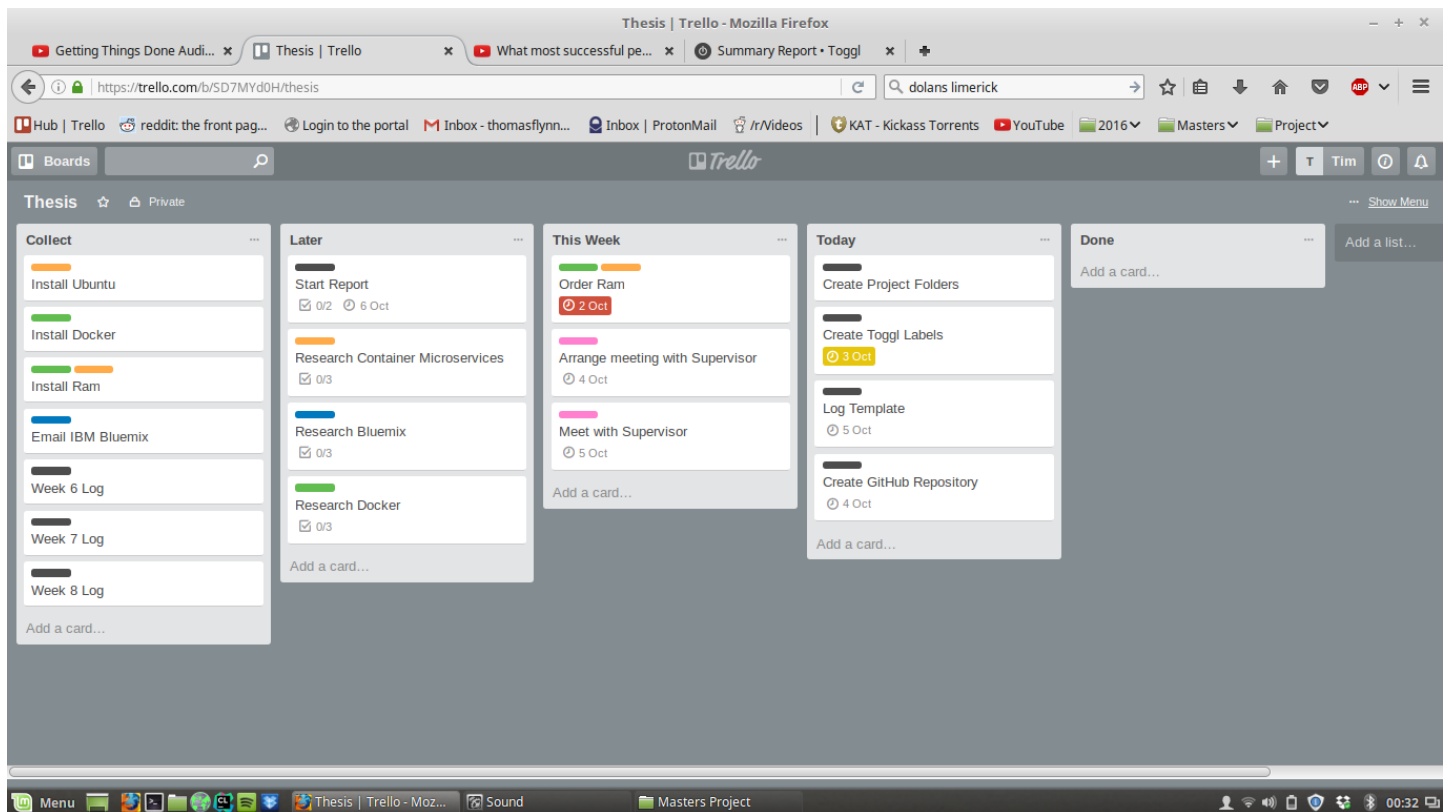 Thesis | Trello - Mozilla Firefox
Getting Things Done Audi...
Thesis | Trello
What most successful pe...
Summary Report • Toggl
https://trello.com/b/SD7MYd0H/thesis
dolans limerick
ABP
Hub | Trello
reddit: the front pag...
Login to the portal
Inbox - thomasflynn...
Inbox | ProtonMail
/r/Videos
KAT - Kickass Torrents
YouTube
2016
Masters
Project
Boards
Trello
T
Tim
Thesis
Private
Show Menu
Collect
Install Ubuntu
Install Docker
Install Ram
Email IBM Bluemix
Week 6 Log
Week 7 Log
Week 8 Log
Add a card...
Later
Start Report
0/2 6 Oct
Research Container Microservices
0/3
Research Bluemix
0/3
Research Docker
0/3
Add a card...
This Week
Order Ram
2 Oct
Arrange meeting with Supervisor
4 Oct
Meet with Supervisor
5 Oct
Add a card...
Today
Create Project Folders
Create Toggl Labels
3 Oct
Log Template
5 Oct
Create GitHub Repository
4 Oct
Add a card...
Done
Add a card...
Add a list...
Menu
CL
Thesis | Trello - Moz...
Sound
Masters Project
00:32